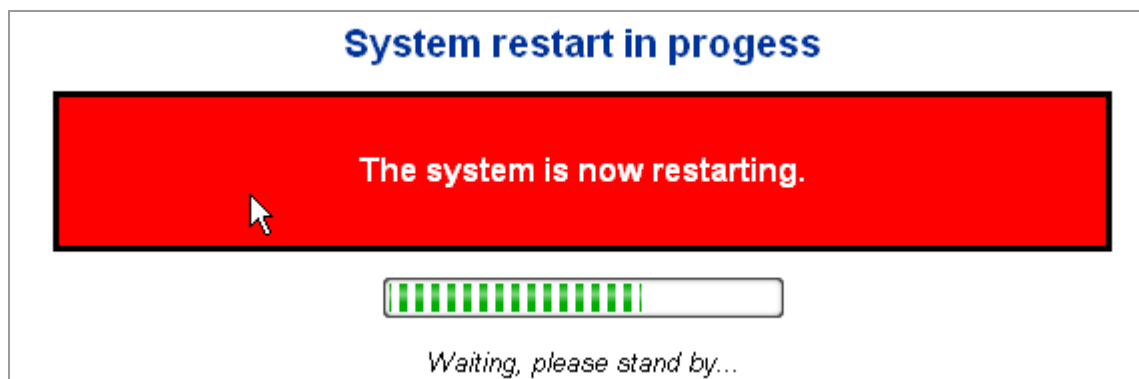 System restart in progess
The system is now restarting.
Waiting, please stand by...